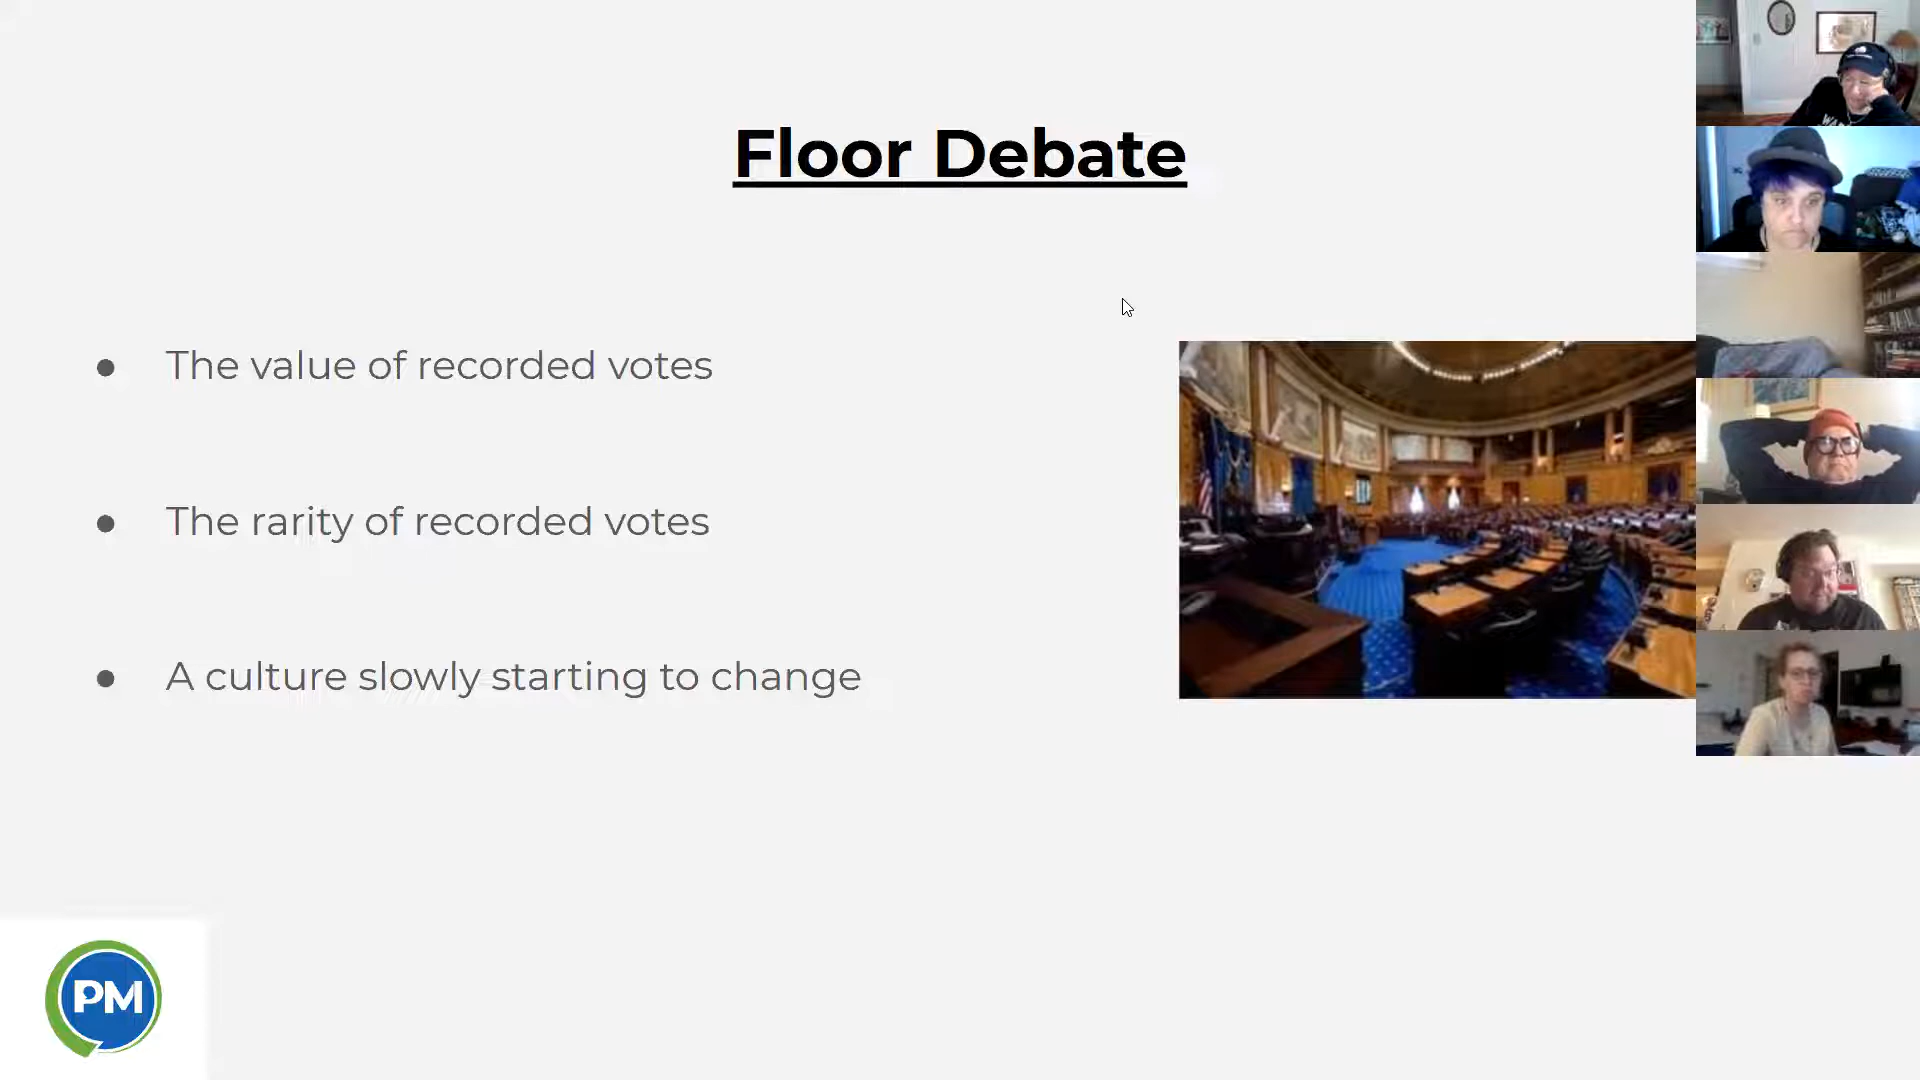 Floor Debate
The value of recorded votes
The rarity of recorded votes
A culture slowly starting to change
PM